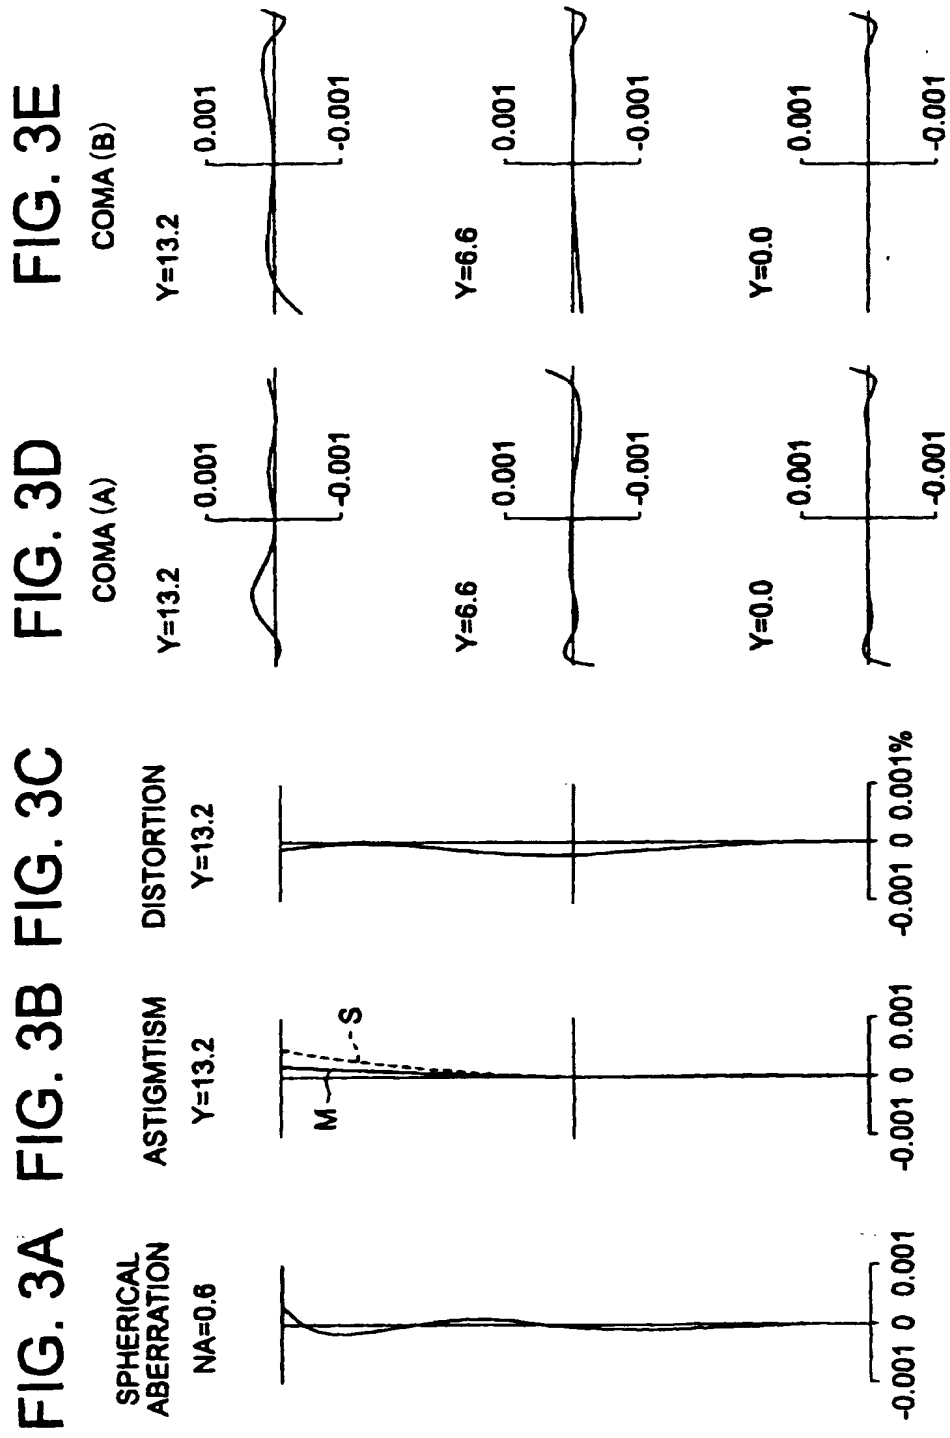 FIG. 3A
SPHERICAL
ABERRATION
NA=0.6
-0.001 0 0.001
FIG. 3B
ASTIGMTISM
Y=13.2
M
S
-0.001 0 0.001
FIG. 3C
DISTORTION
Y=13.2
-0.001 0 0.001%
FIG. 3D
COMA (A)
Y=13.2
0.001
-0.001
Y=6.6
0.001
-0.001
Y=0.0
0.001
-0.001
FIG. 3E
COMA (B)
Y=13.2
0.001
-0.001
Y=6.6
0.001
-0.001
Y=0.0
0.001
-0.001